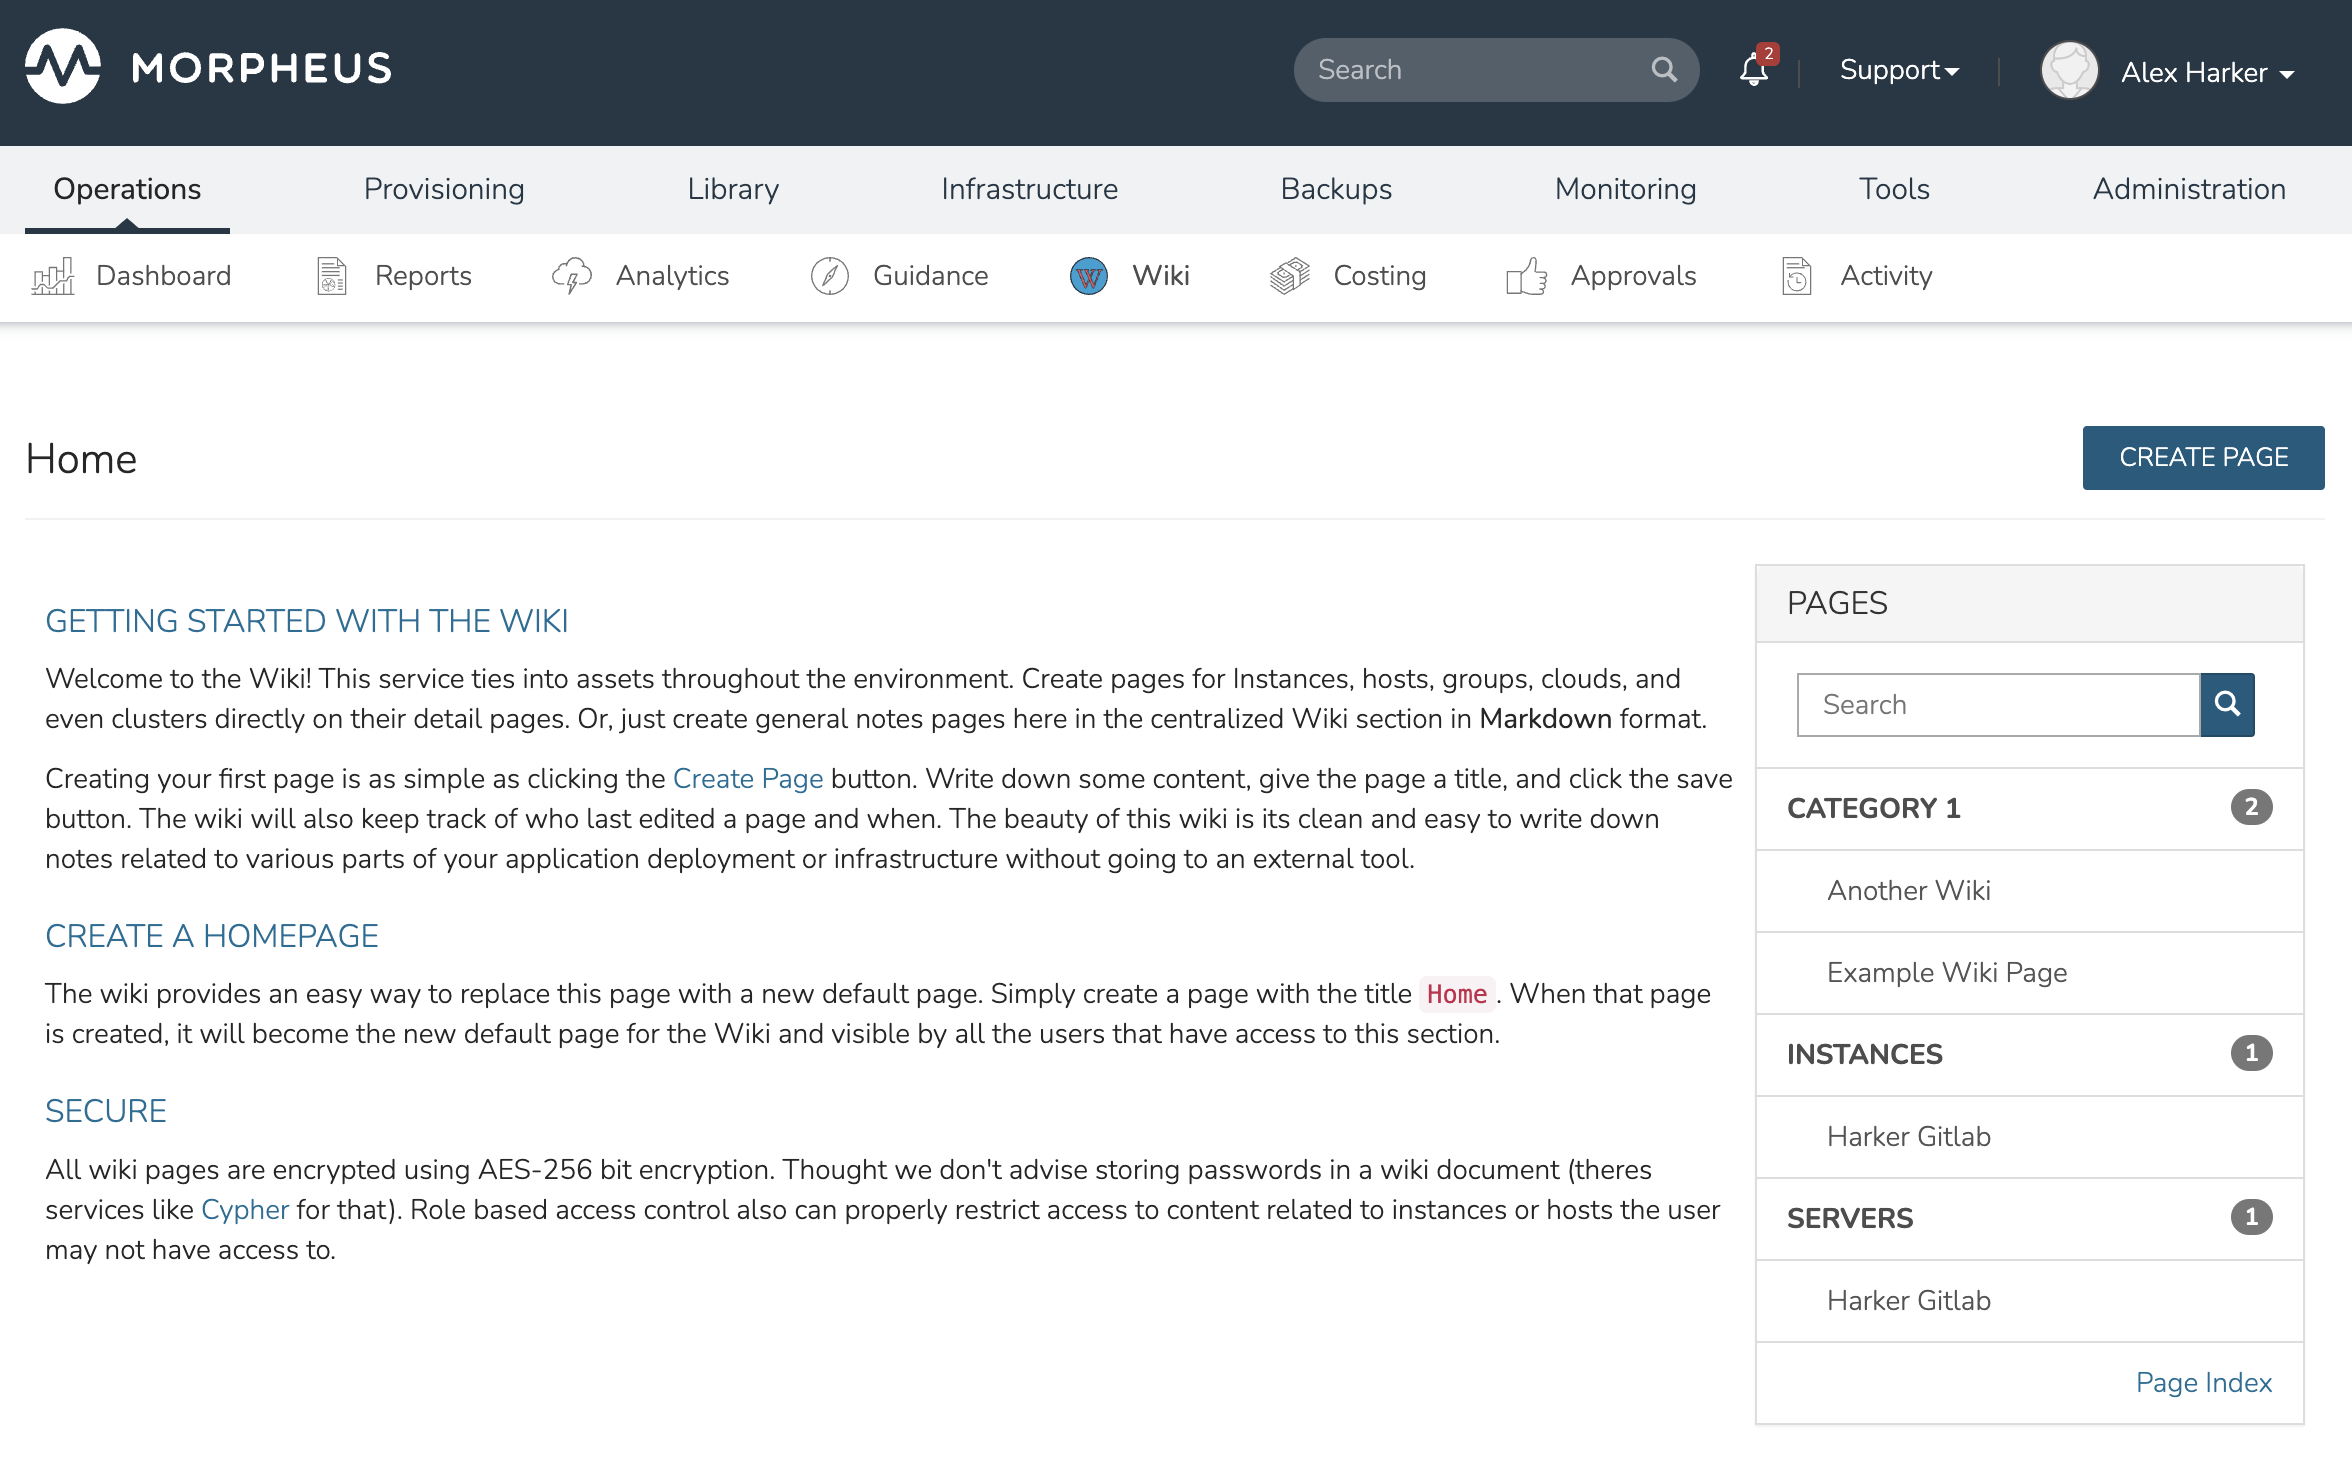 MORPHEUS
Search
2
Support
Alex Harker
Operations
Provisioning
Library
Infrastructure
Backups
Monitoring
Tools
Administration
Dashboard
Reports
Analytics
Guidance
W
Wiki
Costing
Approvals
Activity
Home
CREATE PAGE
GETTING STARTED WITH THE WIKI
Welcome to the Wiki! This service ties into assets throughout the environment. Create pages for Instances, hosts, groups, clouds, and
even clusters directly on their detail pages. Or, just create general notes pages here in the centralized Wiki section in Markdown format.
Creating your first page is as simple as clicking the Create Page button. Write down some content, give the page a title, and click the save
button. The wiki will also keep track of who last edited a page and when. The beauty of this wiki is its clean and easy to write down
notes related to various parts of your application deployment or infrastructure without going to an external tool.
CREATE A HOMEPAGE
The wiki provides an easy way to replace this page with a new default page. Simply create a page with the title Home. When that page
is created, it will become the new default page for the Wiki and visible by all the users that have access to this section.
SECURE
All wiki pages are encrypted using AES-256 bit encryption. Thought we don't advise storing passwords in a wiki document (theres
services like Cypher for that). Role based access control also can properly restrict access to content related to instances or hosts the user
may not have access to.
PAGES
Search
CATEGORY 1
2
Another Wiki
Example Wiki Page
INSTANCES
1
Harker Gitlab
SERVERS
1
Harker Gitlab
Page Index